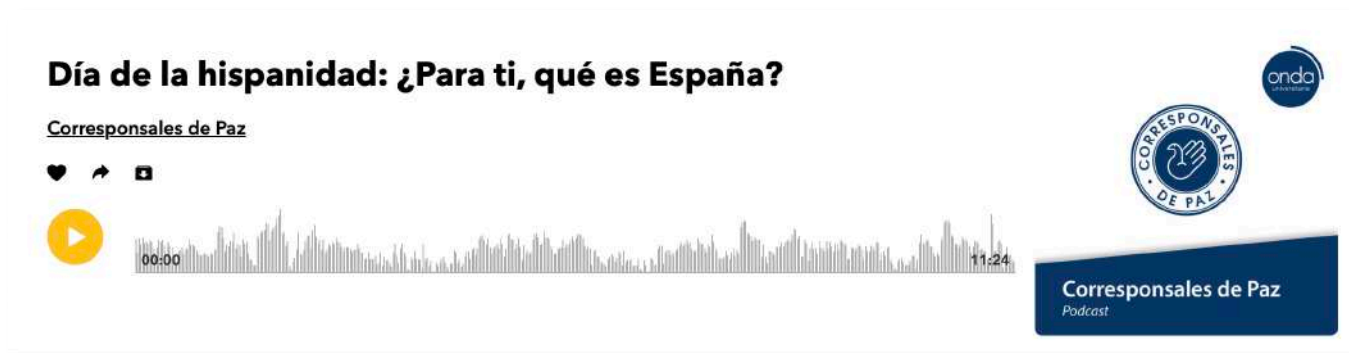 Día de la hispanidad: ¿Para ti, qué es España?
Corresponsales de Paz
00:00
11:24
onda
universitaria
CORRESPONSALES
DE PAZ
Corresponsales de Paz
Podcast